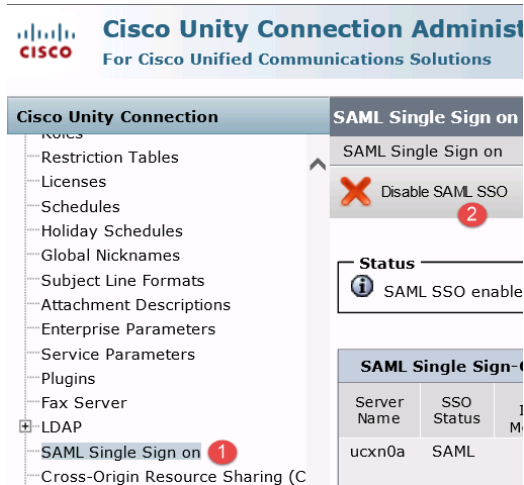 CISCO
Cisco Unity Connection Administ
For Cisco Unified Communications Solutions
Cisco Unity Connection
Roles
Restriction Tables
Licenses
Schedules
Holiday Schedules
Global Nicknames
Subject Line Formats
Attachment Descriptions
Enterprise Parameters
Service Parameters
Plugins
Fax Server
LDAP
SAML Single Sign on 1
Cross-Origin Resource Sharing (C
SAML Single Sign on
SAML Single Sign on
Disable SAML SSO
2
Status
SAML SSO enable
SAML Single Sign-
Server Name
SSO Status
ucxn0a SAML